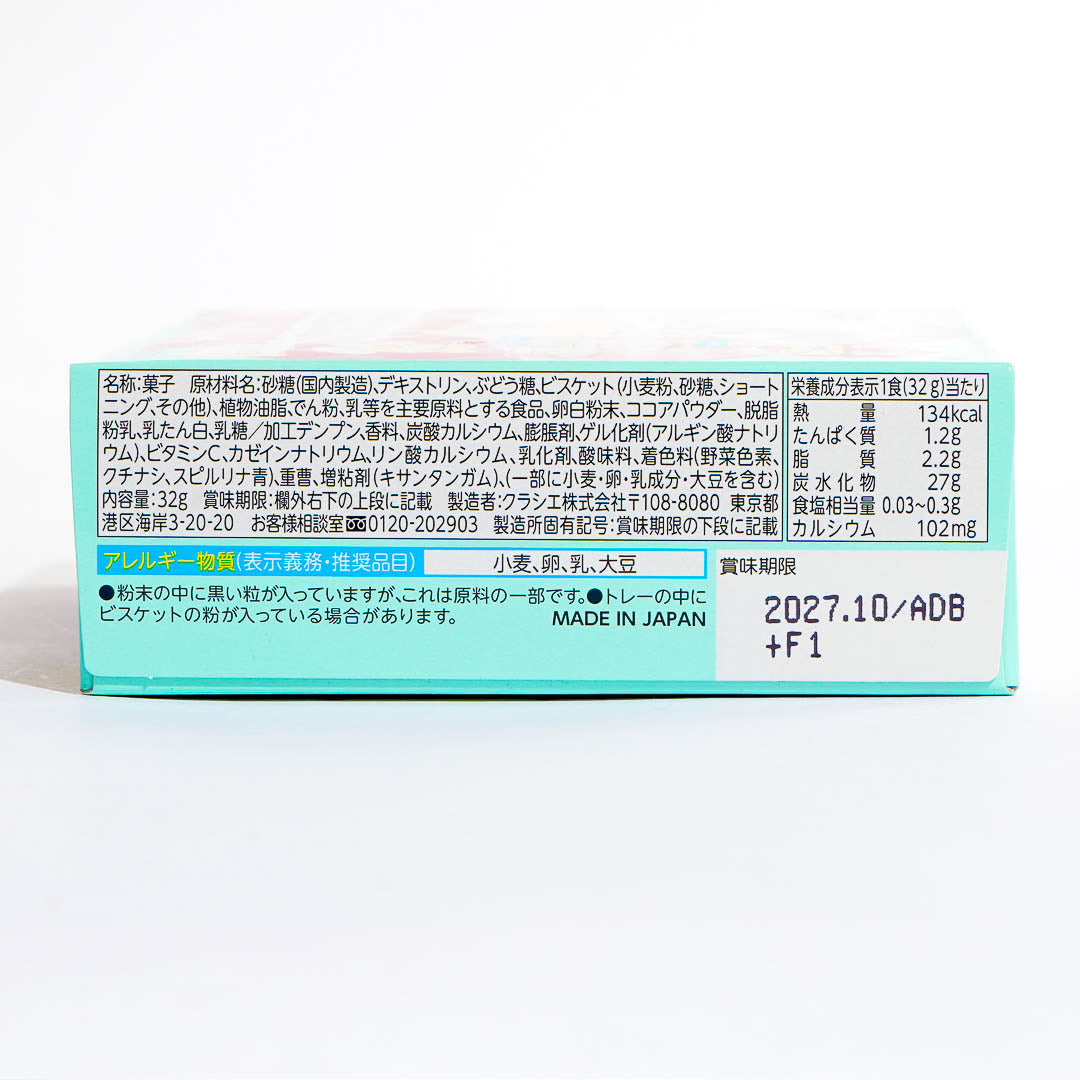 名称:菓子 原材料名:砂糖(国内製造)、デキストリン、ぶどう糖、ビスケット(小麦粉、砂糖、ショート
ニング、その他)、植物油脂、でん粉、乳等を主要原料とする食品、卵白粉末、ココアパウダー、脱脂
粉乳、乳たん白、乳糖/加工デンプン、香料、炭酸カルシウム、膨脹剤、ゲル化剤(アルギン酸ナトリ
ウム)、ビタミンC、カゼインナトリウム、リン酸カルシウム、乳化剤、酸味料、着色料(野菜色素、
クチナシ、スピルリナ青)、重曹、増粘剤(キサンタンガム)、(一部に小麦・卵・乳成分・大豆を含む)
内容量:32g 賞味期限:欄外右下の上段に記載 製造者:クラシエ株式会社〒108-8080 東京都
港区海岸3-20-20 お客様相談室0120-202903 製造所固有記号:賞味期限の下段に記載
栄養成分表示1食(32g)当たり
熱量 134kcal
たんぱく質 1.2g
脂質 2.2g
炭水化物 27g
食塩相当量 0.03~0.3g
カルシウム 102mg
アレルギー物質(表示義務・推奨品目) 小麦、卵、乳、大豆
●粉末の中に黒い粒が入っていますが、これは原料の一部です。●トレーの中に
ビスケットの粉が入っている場合があります。 MADE IN JAPAN
賞味期限
2027.10/ADB
+F1